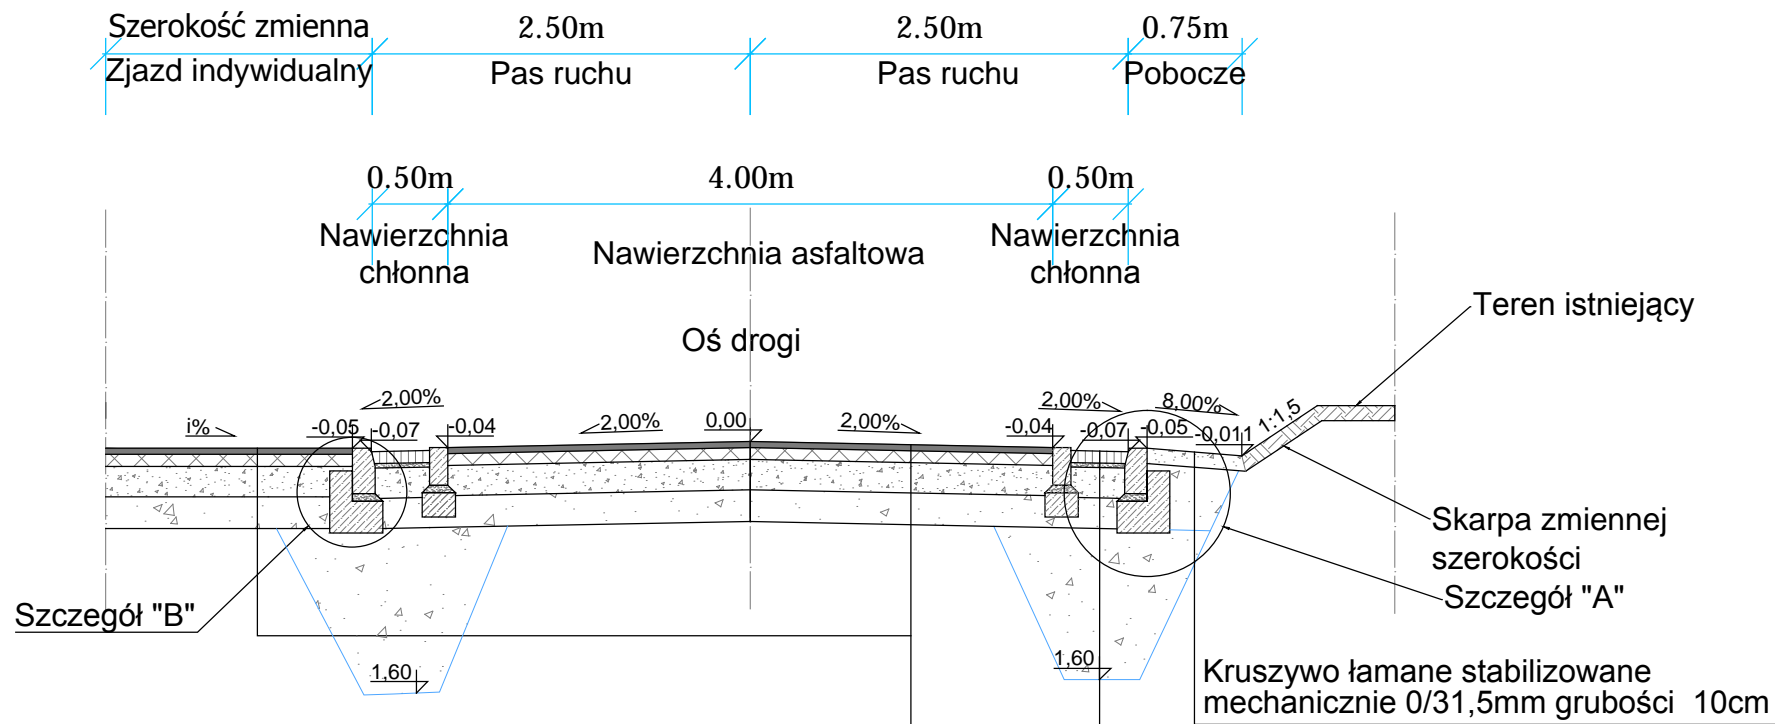 Szerokość zmienna
2.50m
2.50m
0.75m
Zjazd indywidualny
Pas ruchu
Pas ruchu
Pobocze
0.50m
4.00m
0.50m
Nawierzchnia
chłonna
Nawierzchnia asfaltowa
Nawierzchnia
chłonna
Teren istniejący
Oś drogi
i%
-0,05
2,00%
-0,07
-0,04
2,00%
0,00
2,00%
-0,04
2,00%
-0,07
-0,05
8,00%
-0,011
1:1,5
Skarpa zmiennej
szerokości
Szczegół "A"
Szczegół "B"
1,60
1,60
Kruszywo łamane stabilizowane
mechanicznie 0/31,5mm grubości 10cm